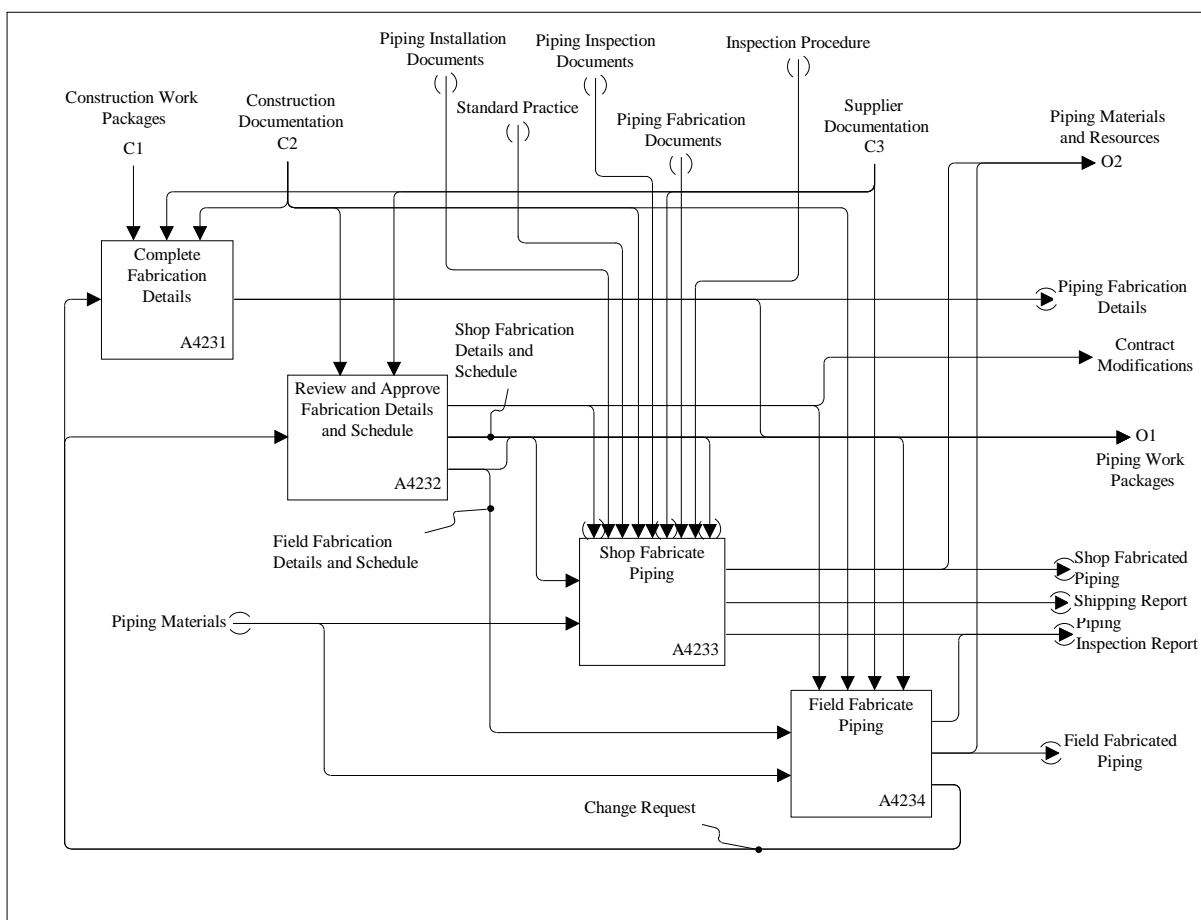 Piping Installation
Documents
Piping Inspection
Documents
Inspection Procedure
Construction Work
Packages
C1
Construction
Documentation
C2
Standard Practice
Piping Fabrication
Documents
Supplier
Documentation
C3
Piping Materials
and Resources
O2
Complete
Fabrication
Details
A4231
Piping Fabrication
Details
Shop Fabrication
Details and
Schedule
Contract
Modifications
Review and Approve
Fabrication Details
and Schedule
A4232
O1
Piping Work
Packages
Field Fabrication
Details and Schedule
Shop Fabricate
Piping
A4233
Shop Fabricated
Piping
Shipping Report
Piping
Inspection Report
Piping Materials
Field Fabricate
Piping
A4234
Field Fabricated
Piping
Change Request